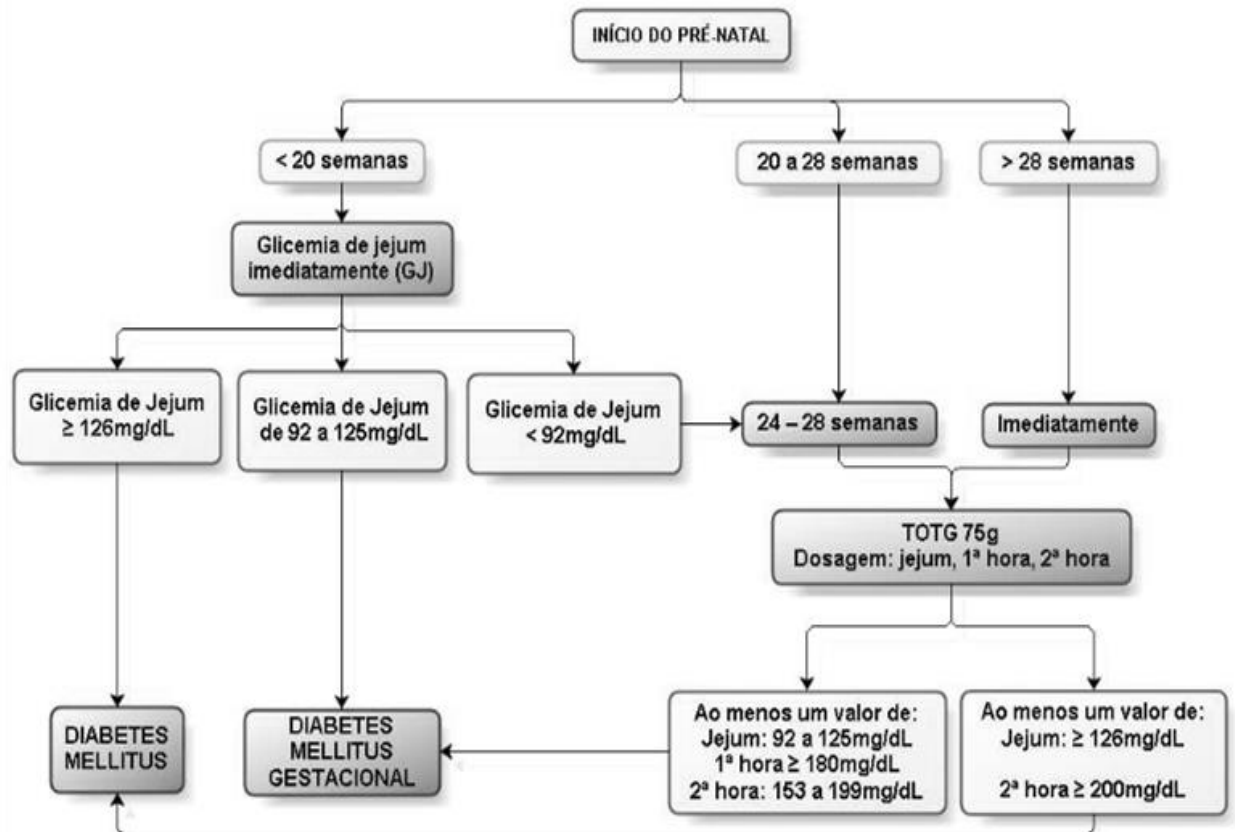 INÍCIO DO PRÉ-NATAL
< 20 semanas
20 a 28 semanas
> 28 semanas
Glicemia de jejum
imediatamente (GJ)
Glicemia de Jejum
≥ 126mg/dL
Glicemia de Jejum
de 92 a 125mg/dL
Glicemia de Jejum
< 92mg/dL
24 – 28 semanas
Imediatamente
TOTG 75g
Dosagem: jejum, 1ª hora, 2ª hora
DIABETES
MELLITUS
DIABETES
MELLITUS
GESTACIONAL
Ao menos um valor de:
Jejum: 92 a 125mg/dL
1ª hora ≥ 180mg/dL
2ª hora: 153 a 199mg/dL
Ao menos um valor de:
Jejum: ≥ 126mg/dL
2ª hora ≥ 200mg/dL